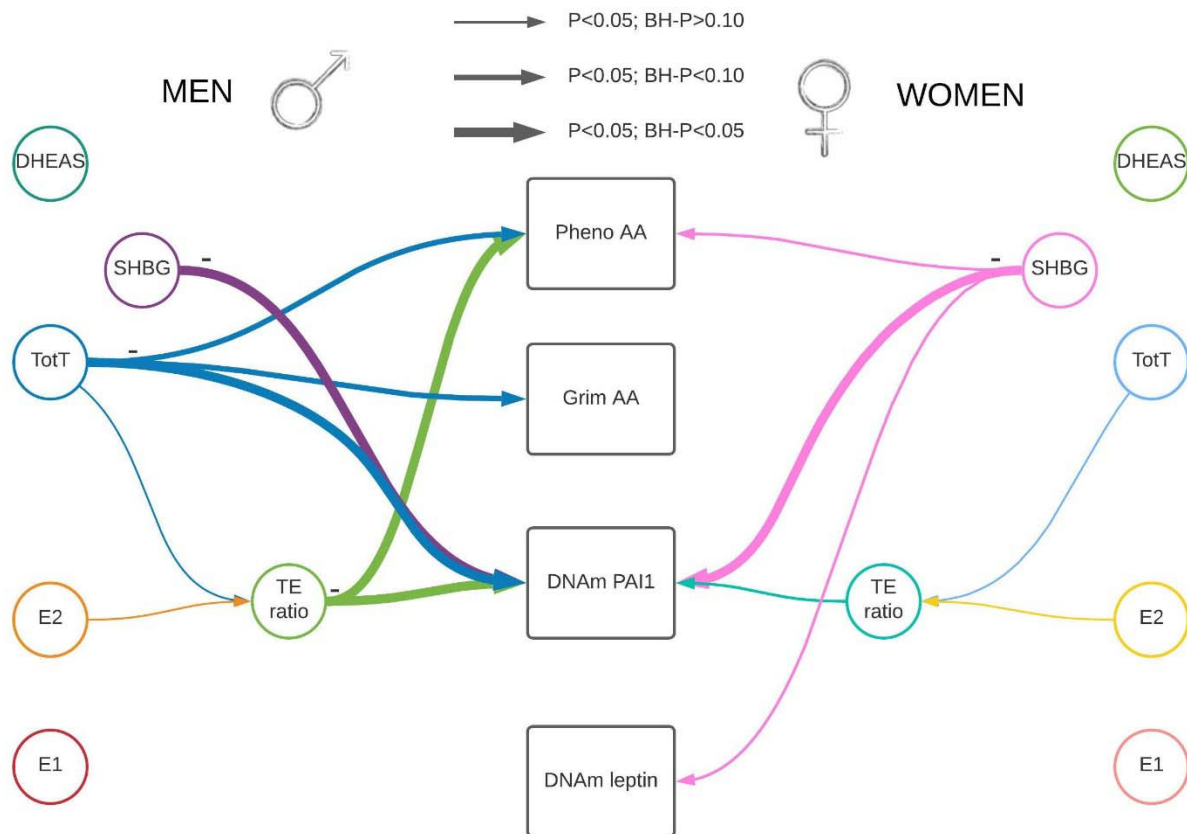 P<0.05; BH-P>0.10
MEN
P<0.05; BH-P<0.10
WOMEN
P<0.05; BH-P<0.05
DHEAS
DHEAS
Pheno AA
-
-
SHBG
SHBG
-
TotT
TotT
Grim AA
DNAm PAI1
-
TE
ratio
TE
ratio
E2
E2
E1
E1
DNAm leptin